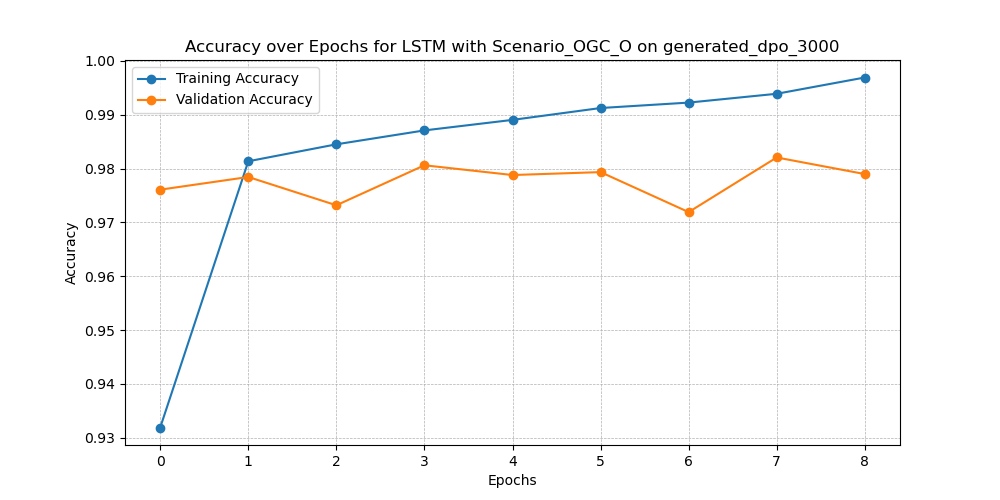 Accuracy over Epochs for LSTM with Scenario_OGC_O on generated_dpo_3000
Training Accuracy
Validation Accuracy
Accuracy
1.00
0.99
0.98
0.97
0.96
0.95
0.94
0.93
0 1 2 3 4 5 6 7 8
Epochs